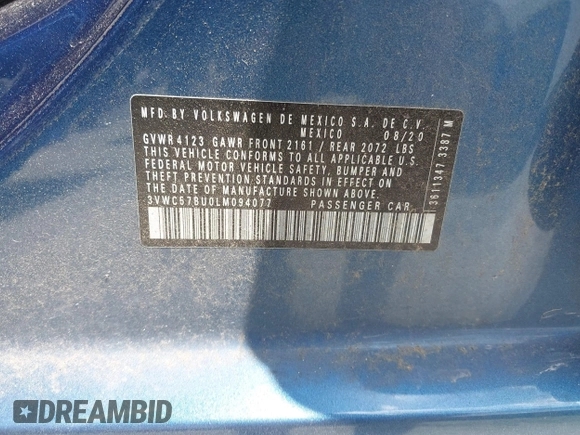 MFD. BY VOLKSWAGEN DE MEXICO S.A. DE C.V.
MEXICO 08/20
GVWR 4123 GAWR FRONT 2161 / REAR 2072 LBS
THIS VEHICLE CONFORMS TO ALL APPLICABLE U.S.
FEDERAL MOTOR VEHICLE SAFETY, BUMPER AND
THEFT PREVENTION STANDARDS IN EFFECT ON THE
DATE OF MANUFACTURE SHOWN ABOVE.
3VWC57BU0LM094077 PASSENGER CAR
3611347 3387 M
DREAMBID